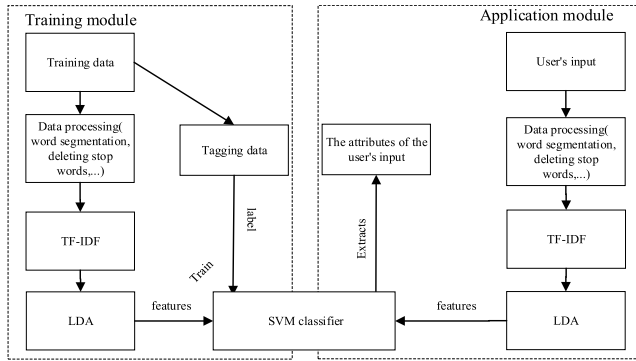 Training module
Training data
Data processing(
word segmentation,
deleting stop
words,...)
TF-IDF
LDA
Tagging data
label
Train
features
SVM classifier
Application module
User's input
Data processing(
word segmentation,
deleting stop
words,...)
TF-IDF
LDA
features
Extracts
The attributes of the
user's input